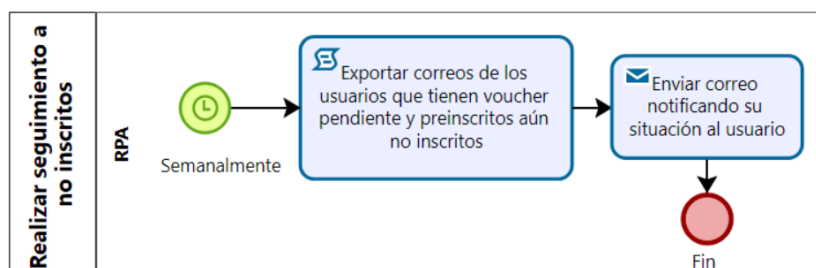 Realizar seguimiento a
no inscritos
RPA
Semanalmente
Exportar correos de los
usuarios que tienen voucher
pendiente y preinscritos aún
no inscritos
Enviar correo
notificando su
situación al usuario
Fin